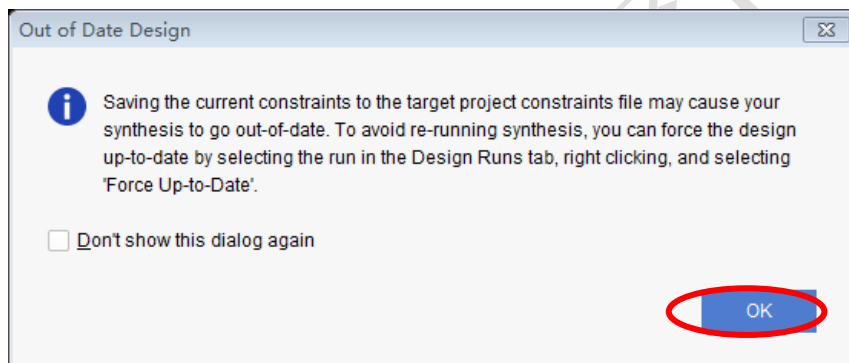 Out of Date Design
Saving the current constraints to the target project constraints file may cause your
synthesis to go out-of-date. To avoid re-running synthesis, you can force the design
up-to-date by selecting the run in the Design Runs tab, right clicking, and selecting
'Force Up-to-Date'.
Don't show this dialog again
OK